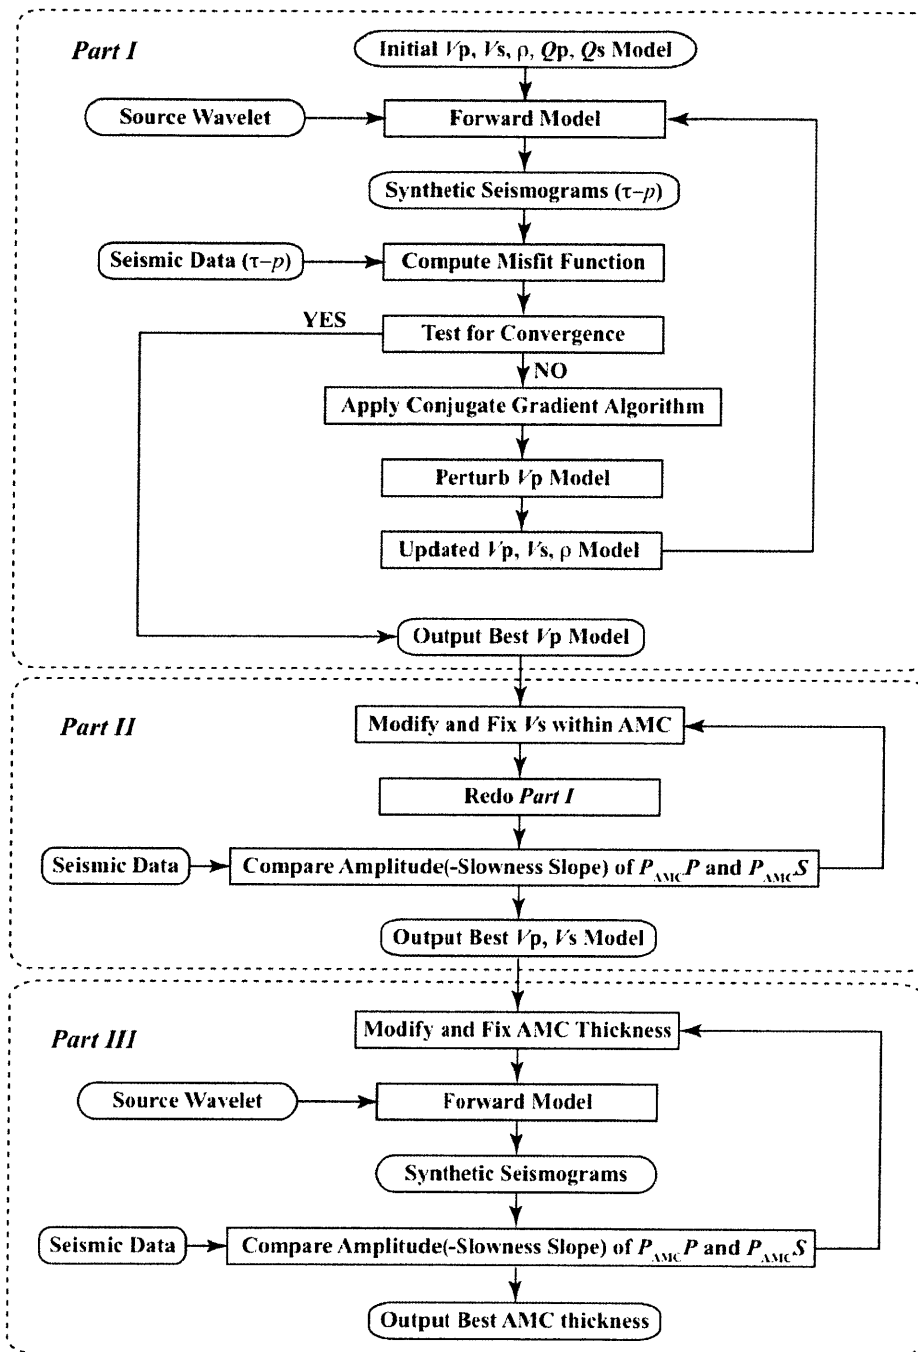 Part I
Initial Vp, Vs, ρ, Qp, Qs Model
Source Wavelet
Forward Model
Synthetic Seismograms (τ–p)
Seismic Data (τ–p)
Compute Misfit Function
YES
Test for Convergence
NO
Apply Conjugate Gradient Algorithm
Perturb Vp Model
Updated Vp, Vs, ρ Model
Output Best Vp Model
Part II
Modify and Fix Vs within AMC
Redo Part I
Seismic Data
Compare Amplitude(-Slowness Slope) of P_AMC P and P_AMC S
Output Best Vp, Vs Model
Part III
Modify and Fix AMC Thickness
Source Wavelet
Forward Model
Synthetic Seismograms
Seismic Data
Compare Amplitude(-Slowness Slope) of P_AMC P and P_AMC S
Output Best AMC thickness